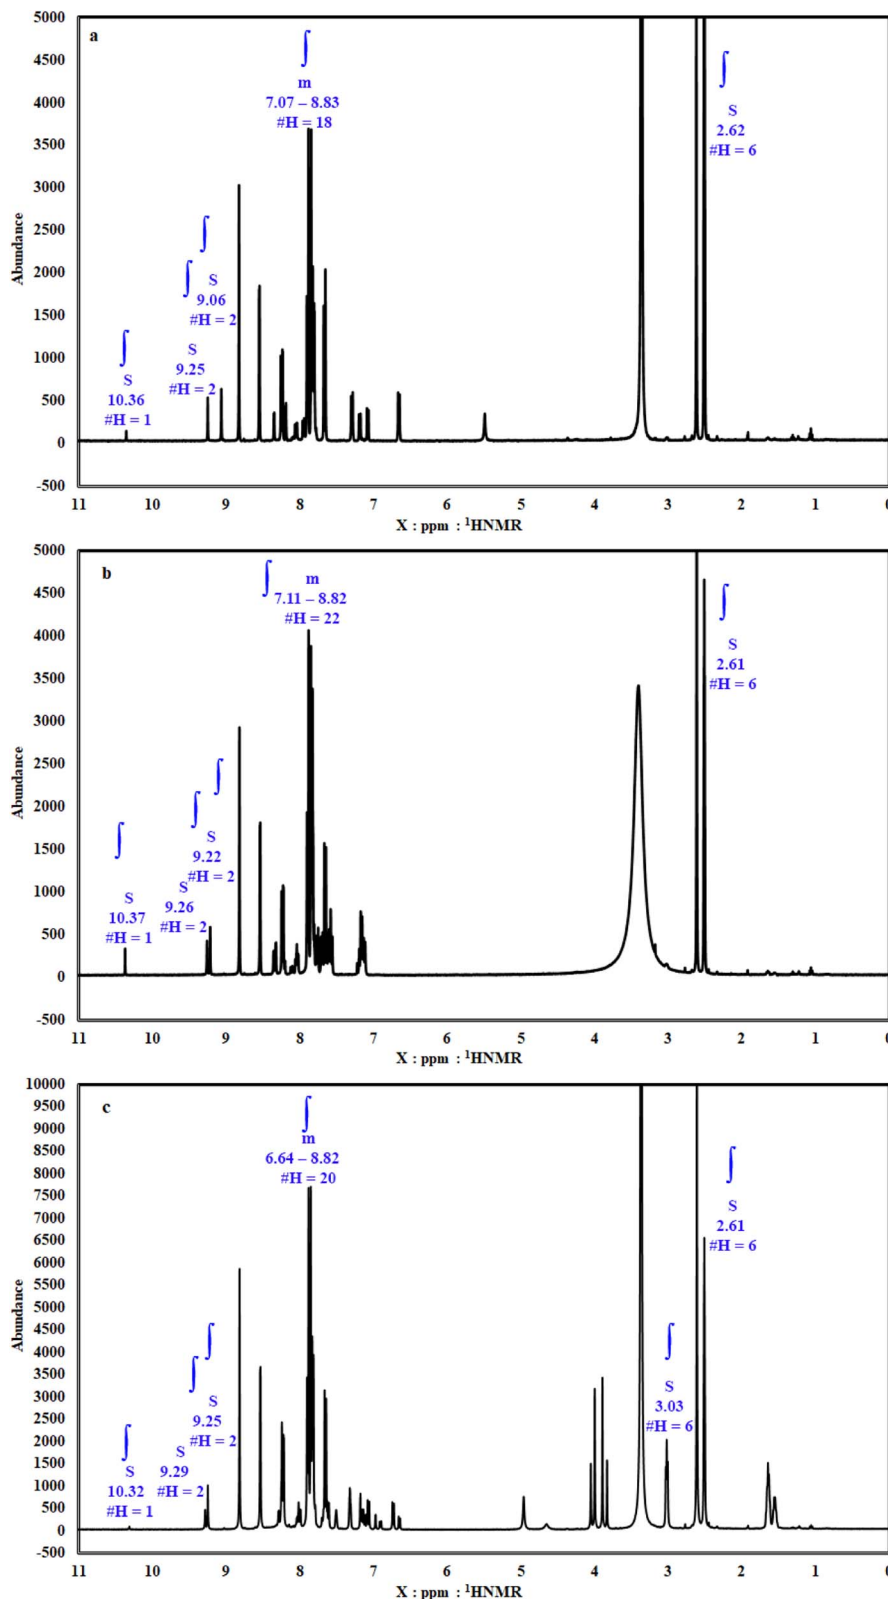 a
5000
4500
4000
3500
3000
2500
2000
1500
1000
500
0
-500
Abundance
m
7.07 – 8.83
#H = 18
S
2.62
#H = 6
S
9.06
#H = 2
S
9.25
#H = 2
S
10.36
#H = 1
11 10 9 8 7 6 5 4 3 2 1 0
X : ppm : ¹HNMR
b
5000
4500
4000
3500
3000
2500
2000
1500
1000
500
0
-500
Abundance
m
7.11 – 8.82
#H = 22
S
2.61
#H = 6
S
9.22
#H = 2
S
9.26
#H = 2
S
10.37
#H = 1
11 10 9 8 7 6 5 4 3 2 1 0
X : ppm : ¹HNMR
c
10000
9500
9000
8500
8000
7500
7000
6500
6000
5500
5000
4500
4000
3500
3000
2500
2000
1500
1000
500
0
-500
Abundance
m
6.64 – 8.82
#H = 20
S
2.61
#H = 6
S
3.03
#H = 6
S
9.25
#H = 2
S
9.29
#H = 2
S
10.32
#H = 1
11 10 9 8 7 6 5 4 3 2 1 0
X : ppm : ¹HNMR